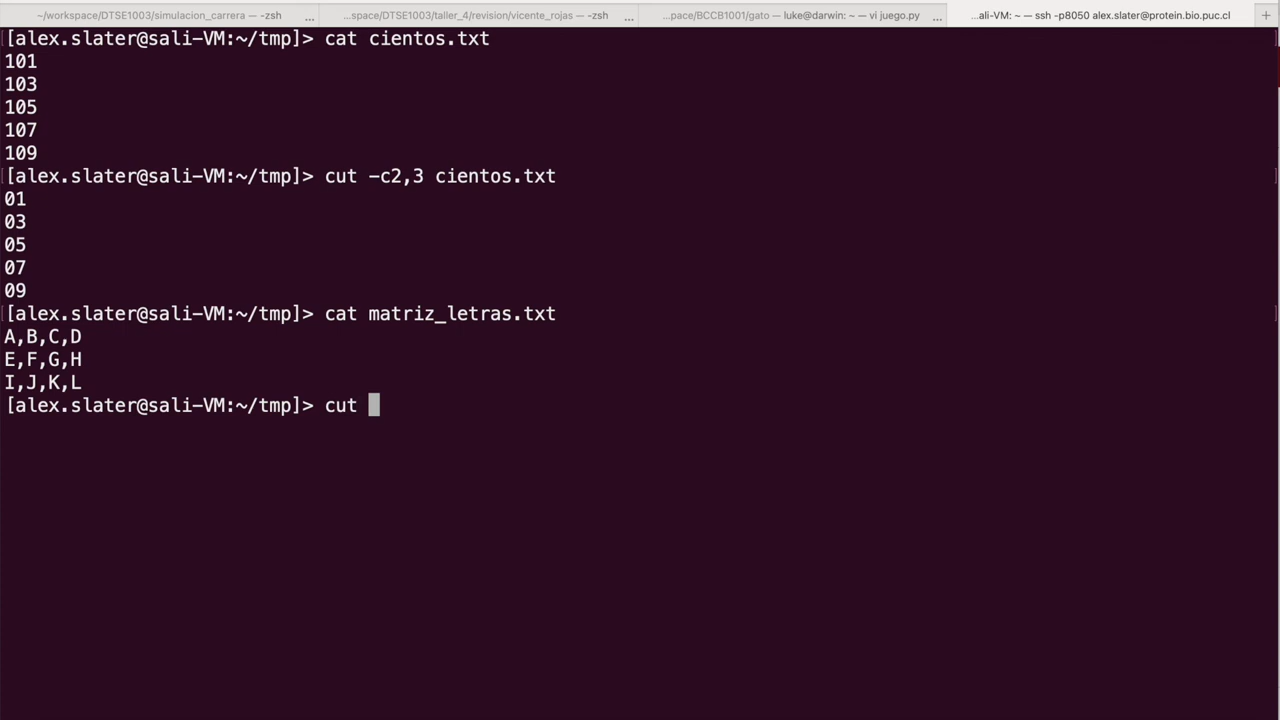 ~/workspace/DTSE1003/simulacion_carrera — -zsh ... ...space/DTSE1003/taller_4/revision/vicente_rojas — -zsh ... ...pace/BCCB1001/gato — luke@darwin: ~ — vi juego.py ... ...ali-VM: ~ — ssh -p8050 alex.slater@protein.bio.puc.cl +
[alex.slater@sali-VM:~/tmp]> cat cientos.txt
101
103
105
107
109
[alex.slater@sali-VM:~/tmp]> cut -c2,3 cientos.txt
01
03
05
07
09
[alex.slater@sali-VM:~/tmp]> cat matriz_letras.txt
A,B,C,D
E,F,G,H
I,J,K,L
[alex.slater@sali-VM:~/tmp]> cut